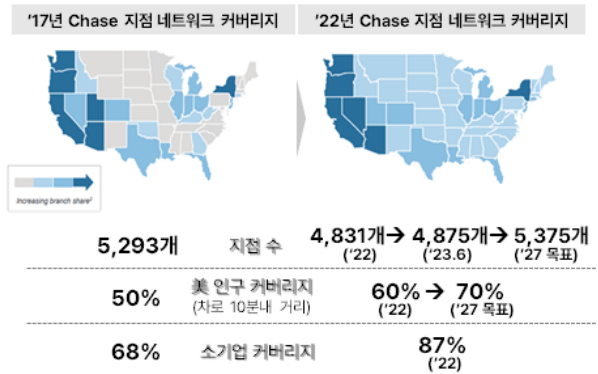 '17년 Chase 지점 네트워크 커버리지
'22년 Chase 지점 네트워크 커버리지
Increasing branch share²
5,293개
지점 수
4,831개→ 4,875개→ 5,375개
('22) ('23.6) ('27 목표)
50%
美 인구 커버리지
(차로 10분내 거리)
60% → 70%
('22) ('27 목표)
68%
소기업 커버리지
87%
('22)